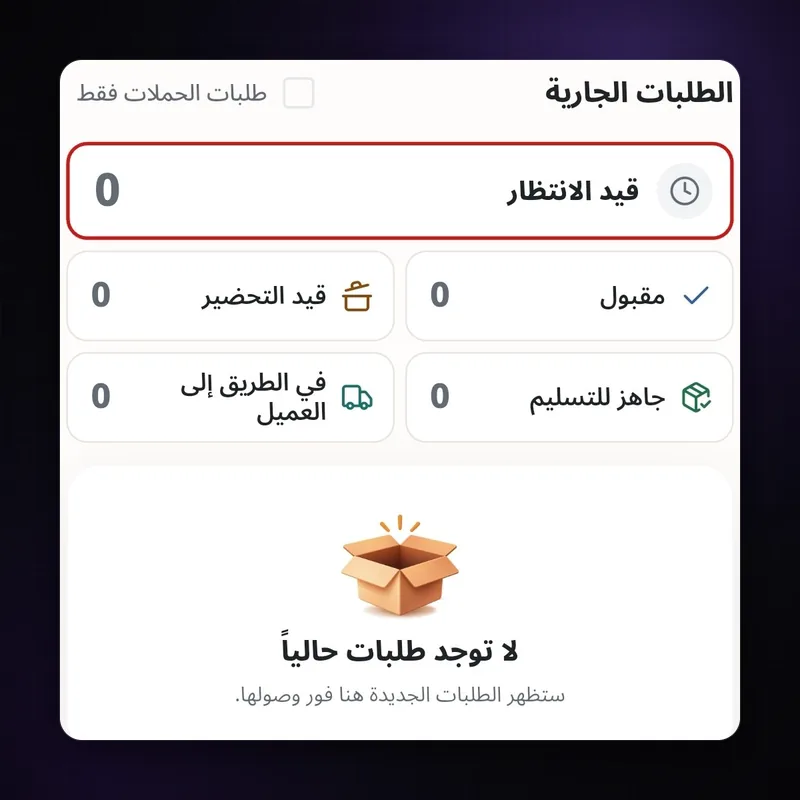 الطلبات الجارية
طلبات الحملات فقط
قيد الانتظار
0
مقبول
0
قيد التحضير
0
جاهز للتسليم
0
في الطريق إلى
العميل
0
لا توجد طلبات حالياً
ستظهر الطلبات الجديدة هنا فور وصولها.